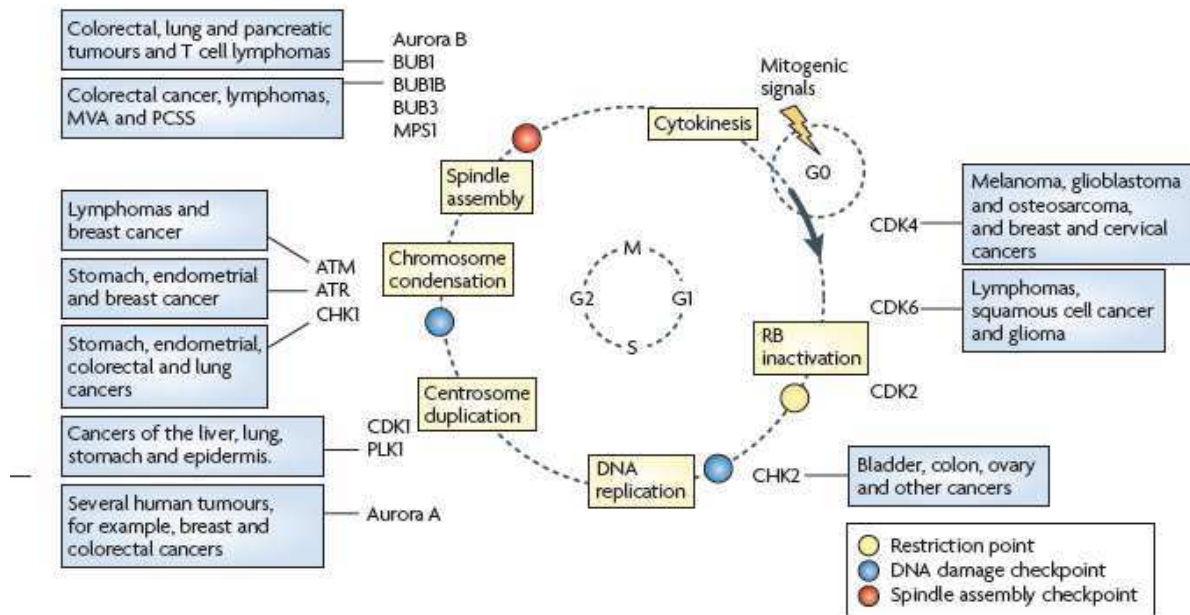 Colorectal, lung and pancreatic
tumours and T cell lymphomas
Colorectal cancer, lymphomas,
MVA and PCSS
Aurora B
BUB1
BUB1B
BUB3
MPS1
Mitogenic
signals
Cytokinesis
G0
Spindle
assembly
Lymphomas and
breast cancer
Stomach, endometrial
and breast cancer
Stomach, endometrial,
colorectal and lung
cancers
ATM
ATR
CHK1
Chromosome
condensation
M
G2
G1
S
CDK4
Melanoma, glioblastoma
and osteosarcoma,
and breast and cervical
cancers
CDK6
Lymphomas,
squamous cell cancer
and glioma
RB
inactivation
CDK2
Centrosome
duplication
CDK1
PLK1
Cancers of the liver, lung,
stomach and epidermis.
Several human tumours,
for example, breast and
colorectal cancers
Aurora A
DNA
replication
CHK2
Bladder, colon, ovary
and other cancers
Restriction point
DNA damage checkpoint
Spindle assembly checkpoint